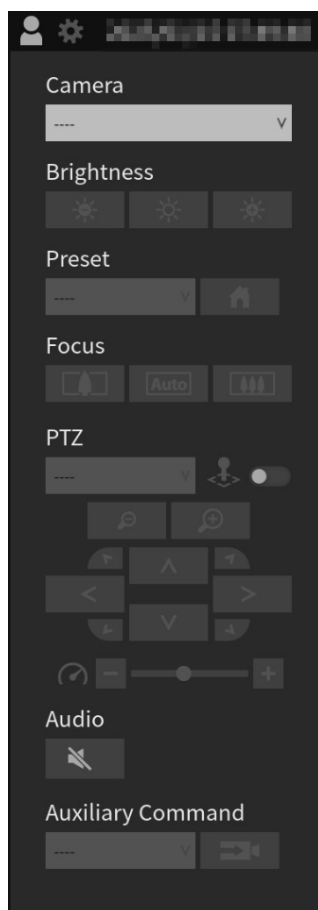 Camera
----
Brightness
Preset
----
Focus
Auto
PTZ
----
Audio
Auxiliary Command
----